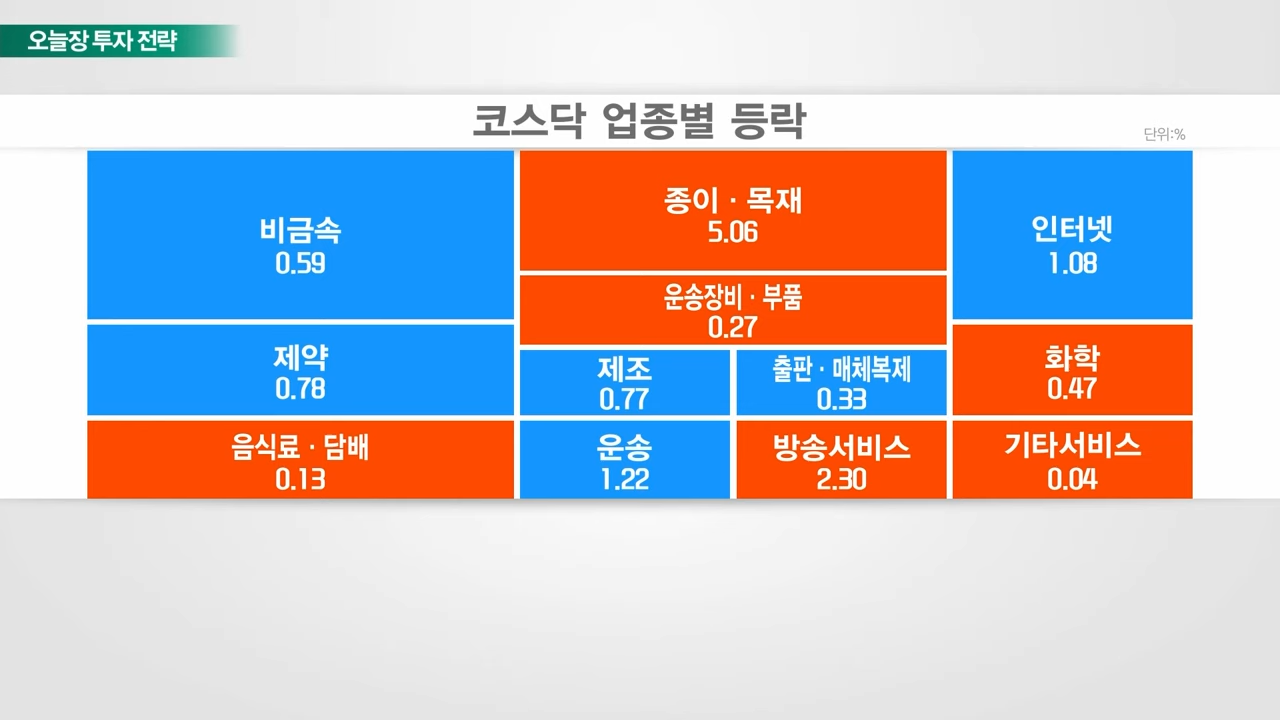 오늘장 투자 전략
코스닥 업종별 등락
단위:%
비금속
0.59
종이 · 목재
5.06
인터넷
1.08
운송장비 · 부품
0.27
제약
0.78
제조
0.77
출판 · 매체복제
0.33
화학
0.47
음식료 · 담배
0.13
운송
1.22
방송서비스
2.30
기타서비스
0.04